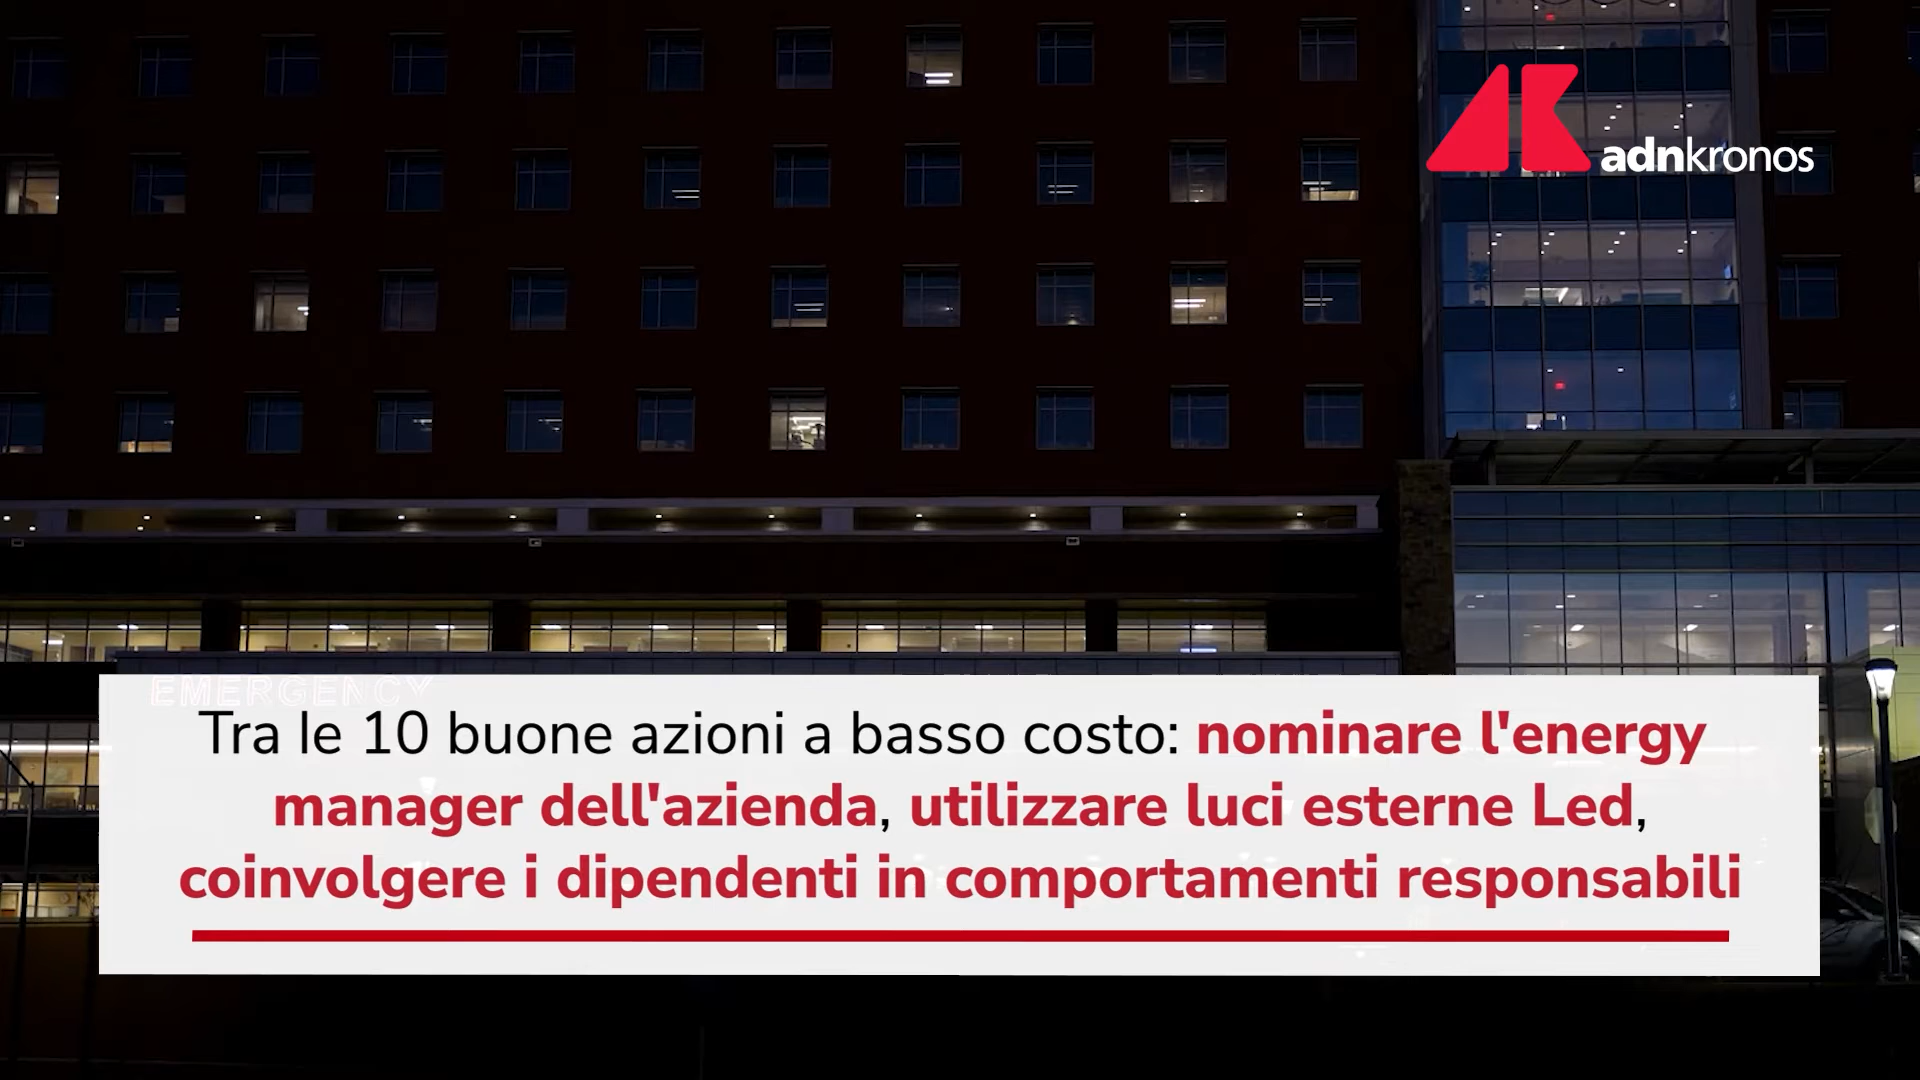 adnkronos
EMERGENCY
Tra le 10 buone azioni a basso costo: nominare l'energy
manager dell'azienda, utilizzare luci esterne Led,
coinvolgere i dipendenti in comportamenti responsabili